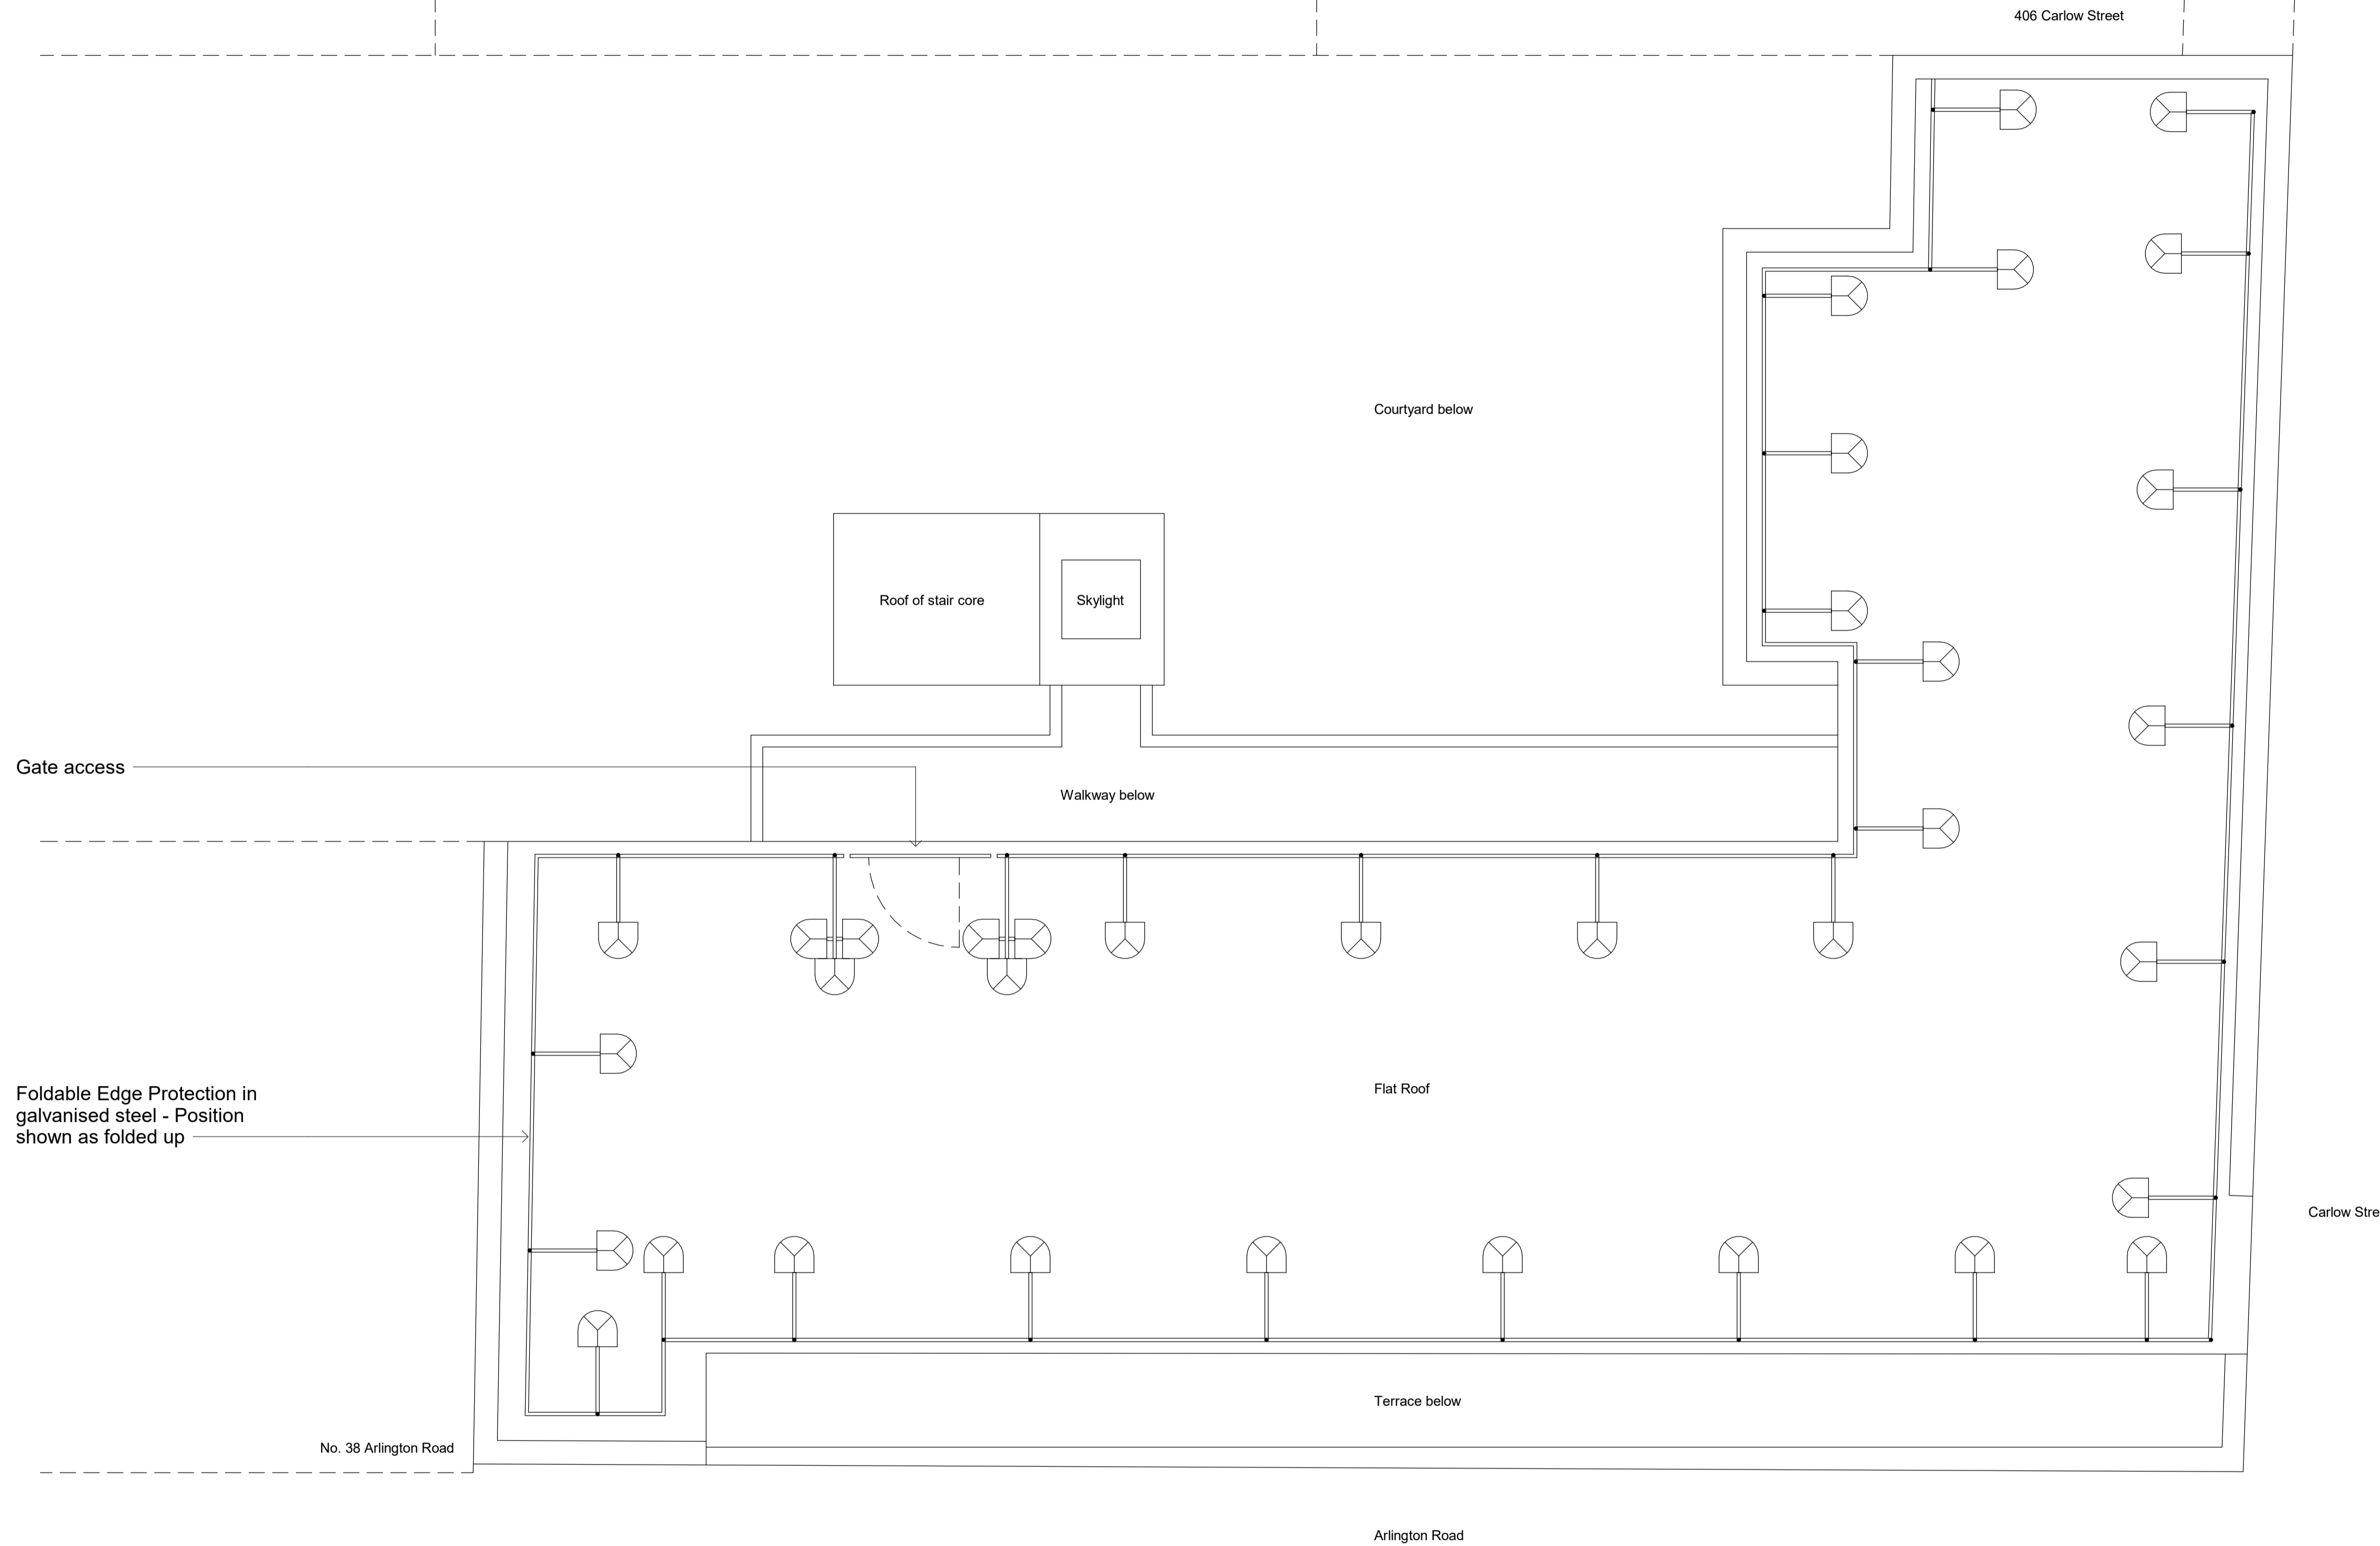 406 Carlow Street
Courtyard below
Roof of stair core
Skylight
Gate access
Walkway below
Foldable Edge Protection in
galvanised steel - Position
shown as folded up
Flat Roof
Carlow Stre
Terrace below
No. 38 Arlington Road
Arlington Road